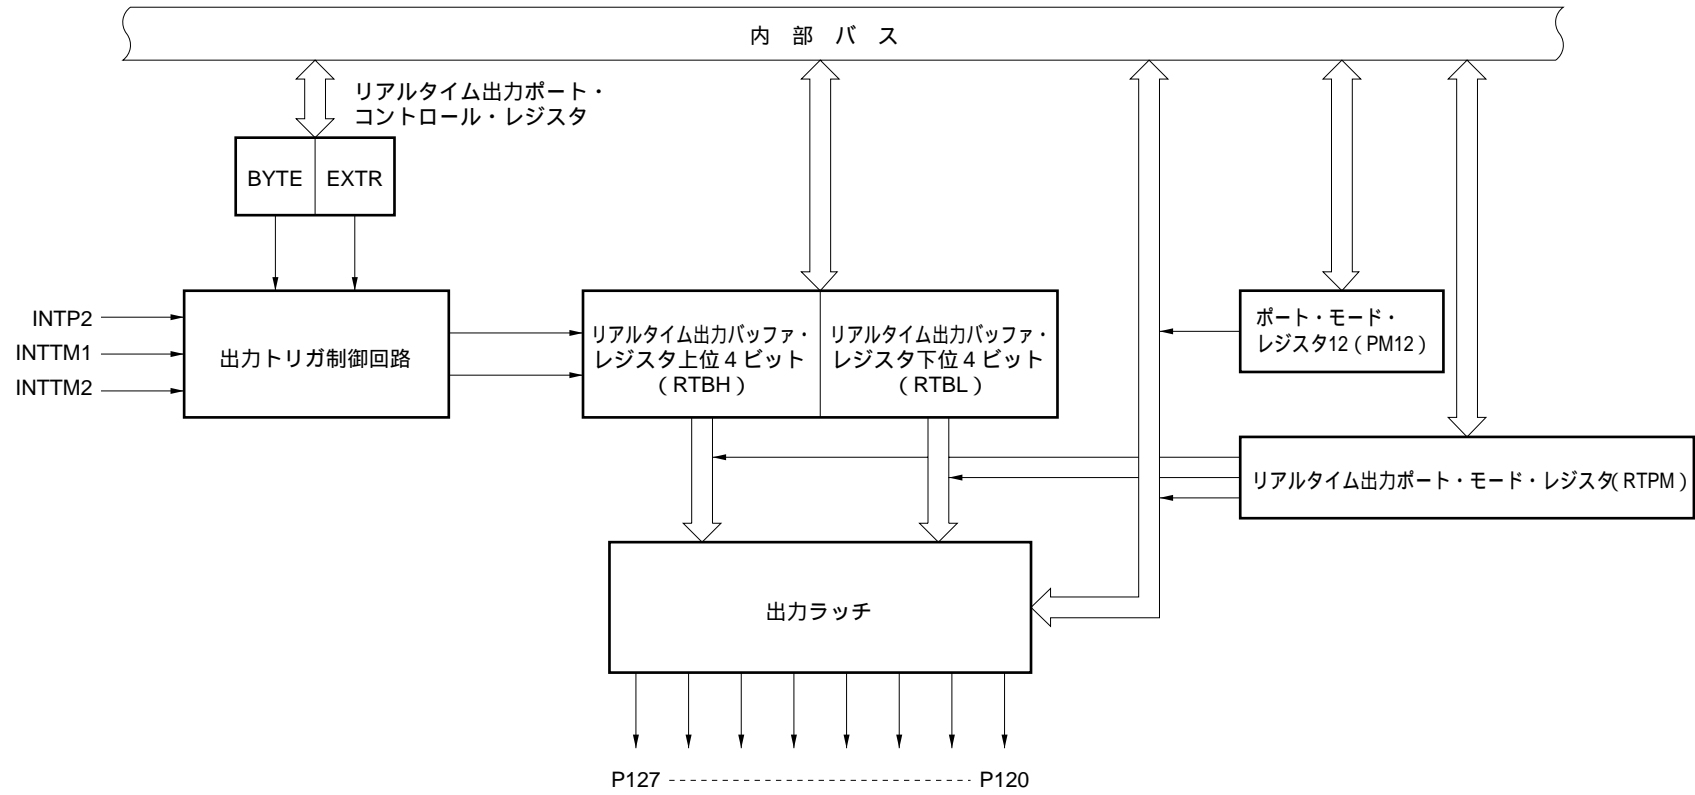 内 部 バ ス
リアルタイム出力ポート・
コントロール・レジスタ
BYTE EXTR
INTP2
INTTM1
INTTM2
出力トリガ制御回路
リアルタイム出力バッファ・
レジスタ上位4ビット
(RTBH)
リアルタイム出力バッファ・
レジスタ下位4ビット
(RTBL)
ポート・モード・
レジスタ12(PM12)
リアルタイム出力ポート・モード・レジスタ(RTPM)
出力ラッチ
P127 P120